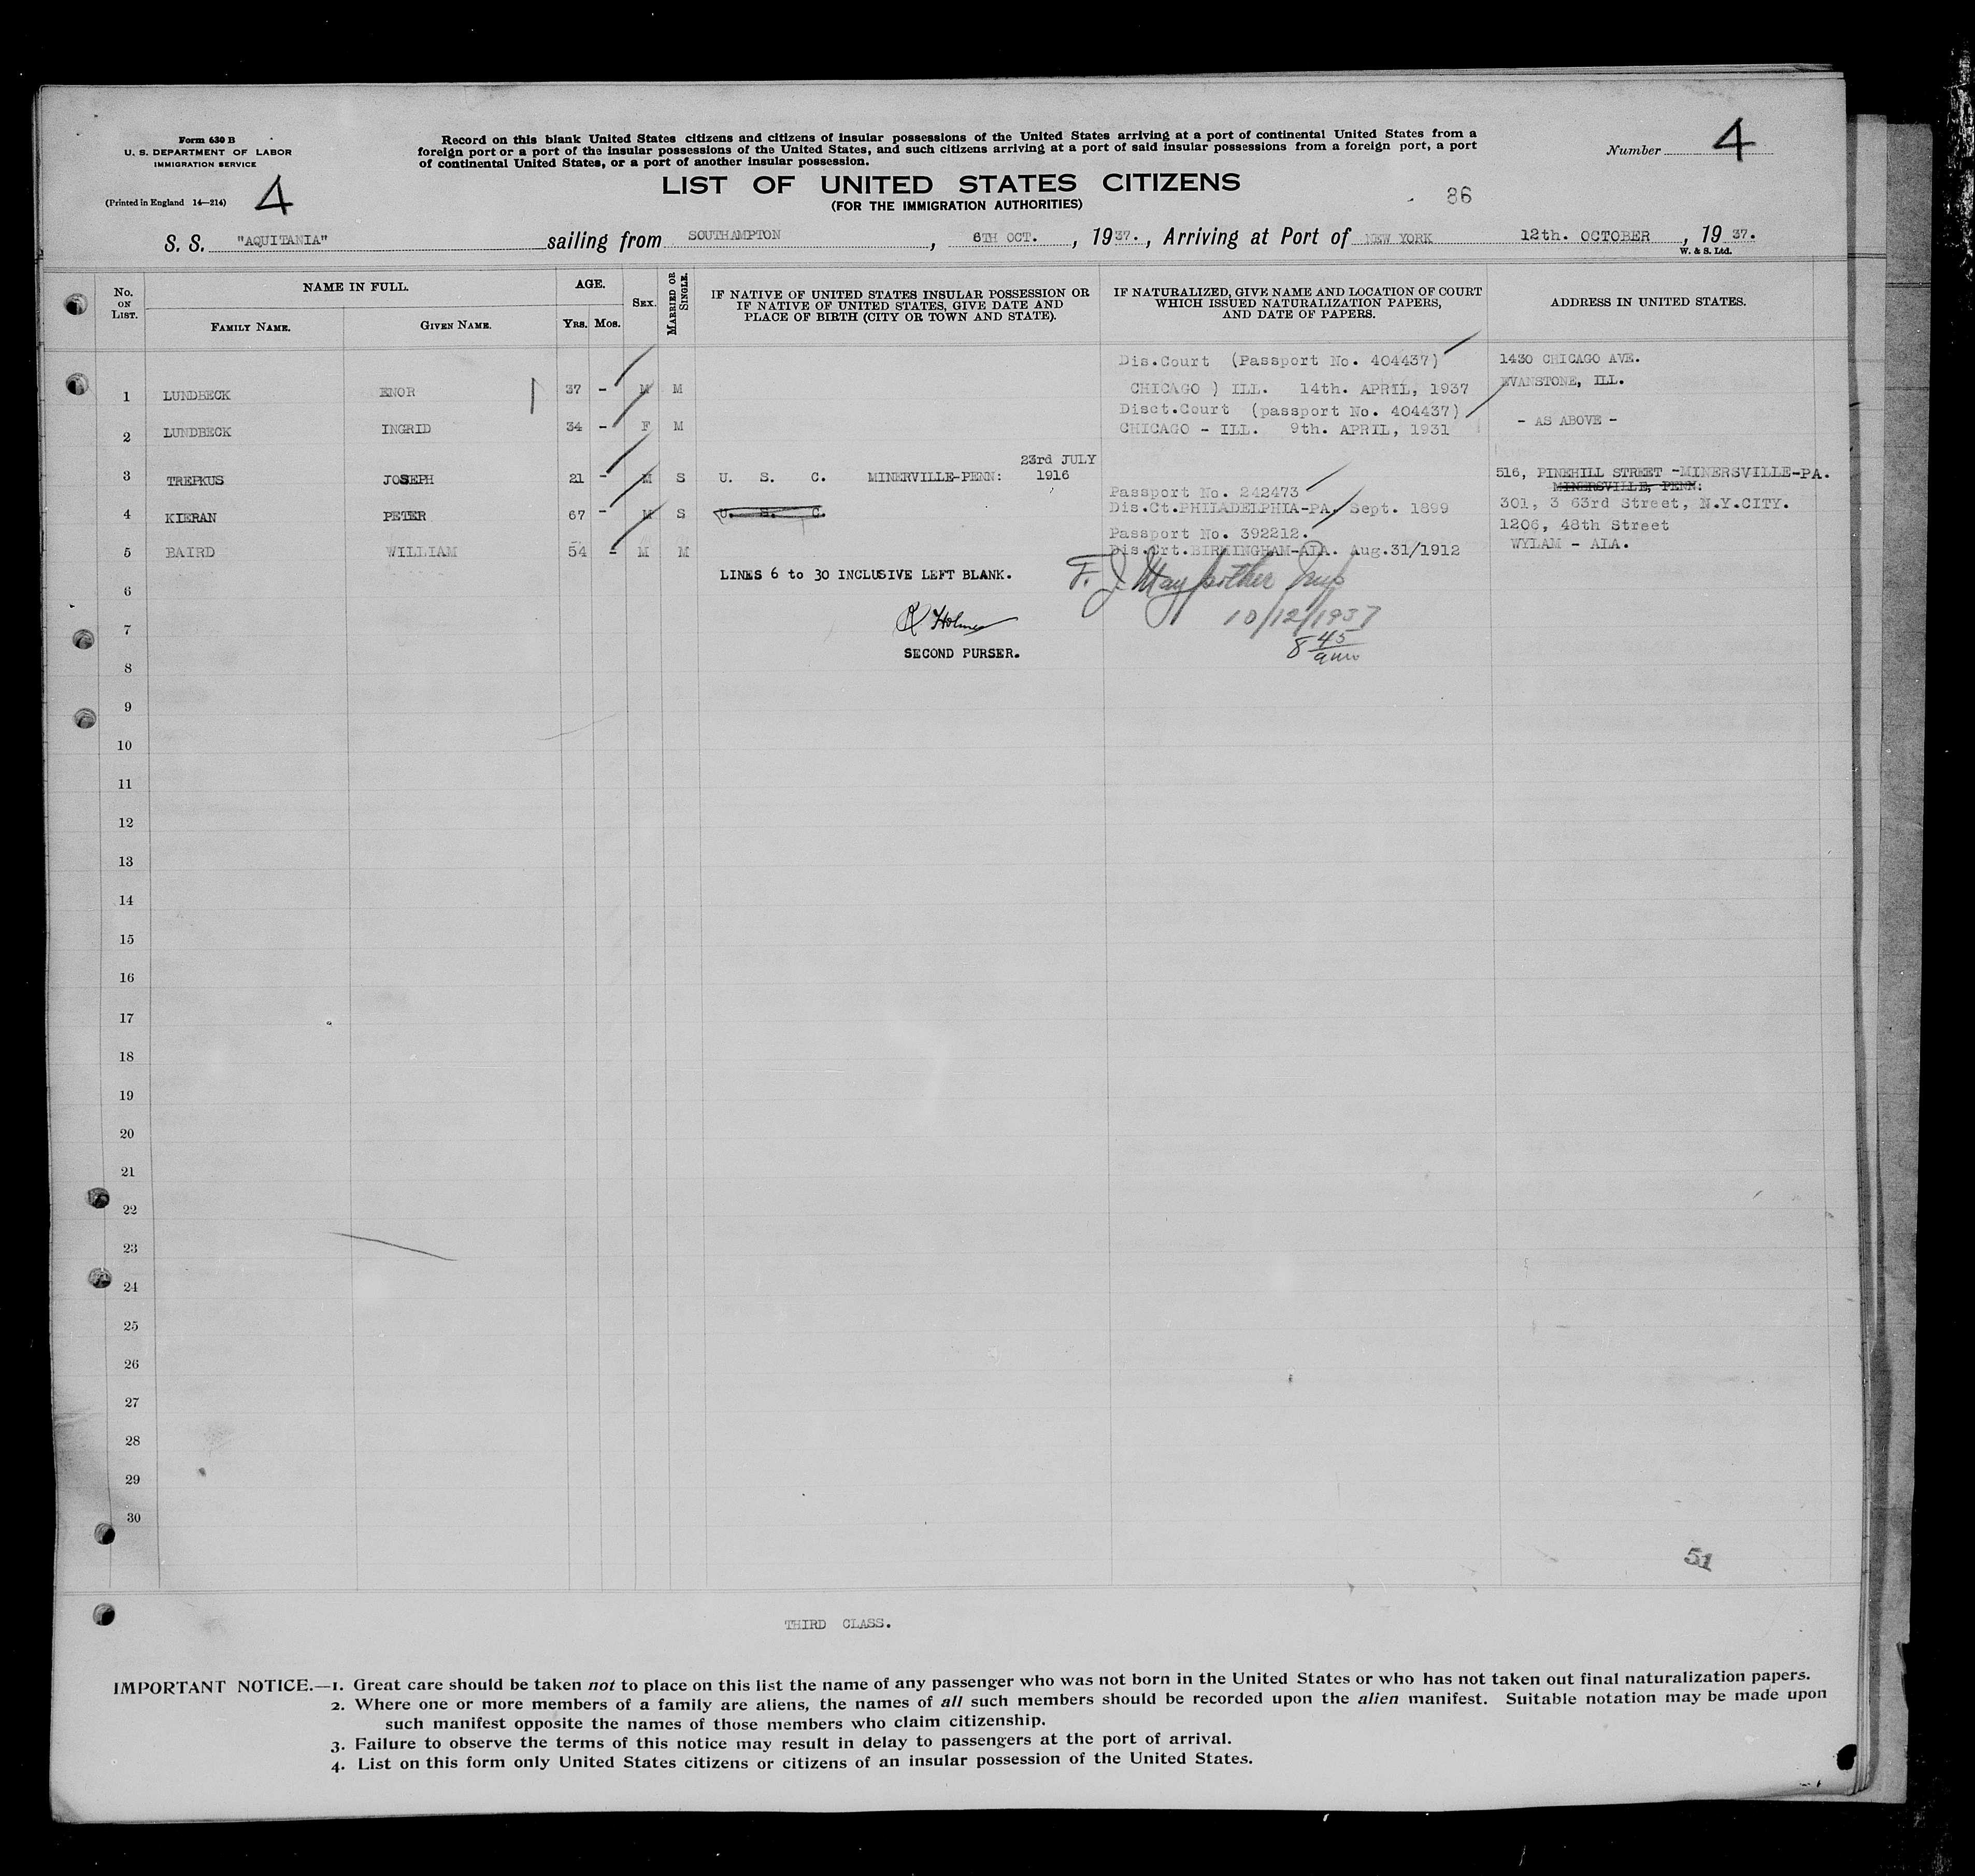 Form 630 B
U. S. DEPARTMENT OF LABOR
IMMIGRATION SERVICE
(Printed in England 14—214)
4
Record on this blank United States citizens and citizens of insular possessions of the United States arriving at a port of continental United States from a
foreign port or a port of the insular possessions of the United States, and such citizens arriving at a port of said insular possessions from a foreign port, a port
of continental United States, or a port of another insular possession.
Number 4
LIST OF UNITED STATES CITIZENS
(FOR THE IMMIGRATION AUTHORITIES)
86
S. S. "AQUITANIA" sailing from SOUTHAMPTON, 6TH OCT., 1937., Arriving at Port of NEW YORK 12th. OCTOBER, 19 37.
W. & S. Ltd.
No. ON LIST.
NAME IN FULL.
FAMILY NAME.
GIVEN NAME.
AGE.
YRS. MOS.
SEX.
MARRIED OR SINGLE.
IF NATIVE OF UNITED STATES INSULAR POSSESSION OR
IF NATIVE OF UNITED STATES, GIVE DATE AND
PLACE OF BIRTH (CITY OR TOWN AND STATE).
IF NATURALIZED, GIVE NAME AND LOCATION OF COURT
WHICH ISSUED NATURALIZATION PAPERS,
AND DATE OF PAPERS.
ADDRESS IN UNITED STATES.
Dis.Court (Passport No. 404437) 1430 CHICAGO AVE.
1 LUNDBECK ENOR 37 - M M CHICAGO ) ILL. 14th. APRIL, 1937 EVANSTONE, ILL.
Disct.Court (passport No. 404437)
2 LUNDBECK INGRID 34 - F M CHICAGO - ILL. 9th. APRIL, 1931 - AS ABOVE -
23rd JULY
3 TREPKUS JOSEPH 21 - M S U. S. C. MINERVILLE-PENN: 1916 516, PINEHILL STREET -MINERSVILLE-PA.
MINERSVILLE, PENN:
Passport No. 242473
4 KIERAN PETER 67 - M S U. S. C. Dis.Ct.PHILADELPHIA-PA, Sept. 1899 301, 3 63rd Street, N.Y.CITY.
Passport No. 392212. 1206, 48th Street
5 BAIRD WILLIAM 54 - M M Dis.Crt.BIRMINGHAM-ALA. Aug.31/1912 WYLAM - ALA.
LINES 6 to 30 INCLUSIVE LEFT BLANK.
6
F. J.
10/12/1937
7
R Holmes
8 45 am
SECOND PURSER.
8
9
10
11
12
13
14
15
16
17
18
19
20
21
22
23
24
25
26
27
28
29
30
51
THIRD CLASS.
IMPORTANT NOTICE.—1. Great care should be taken not to place on this list the name of any passenger who was not born in the United States or who has not taken out final naturalization papers.
2. Where one or more members of a family are aliens, the names of all such members should be recorded upon the alien manifest. Suitable notation may be made upon
such manifest opposite the names of those members who claim citizenship.
3. Failure to observe the terms of this notice may result in delay to passengers at the port of arrival.
4. List on this form only United States citizens or citizens of an insular possession of the United States.